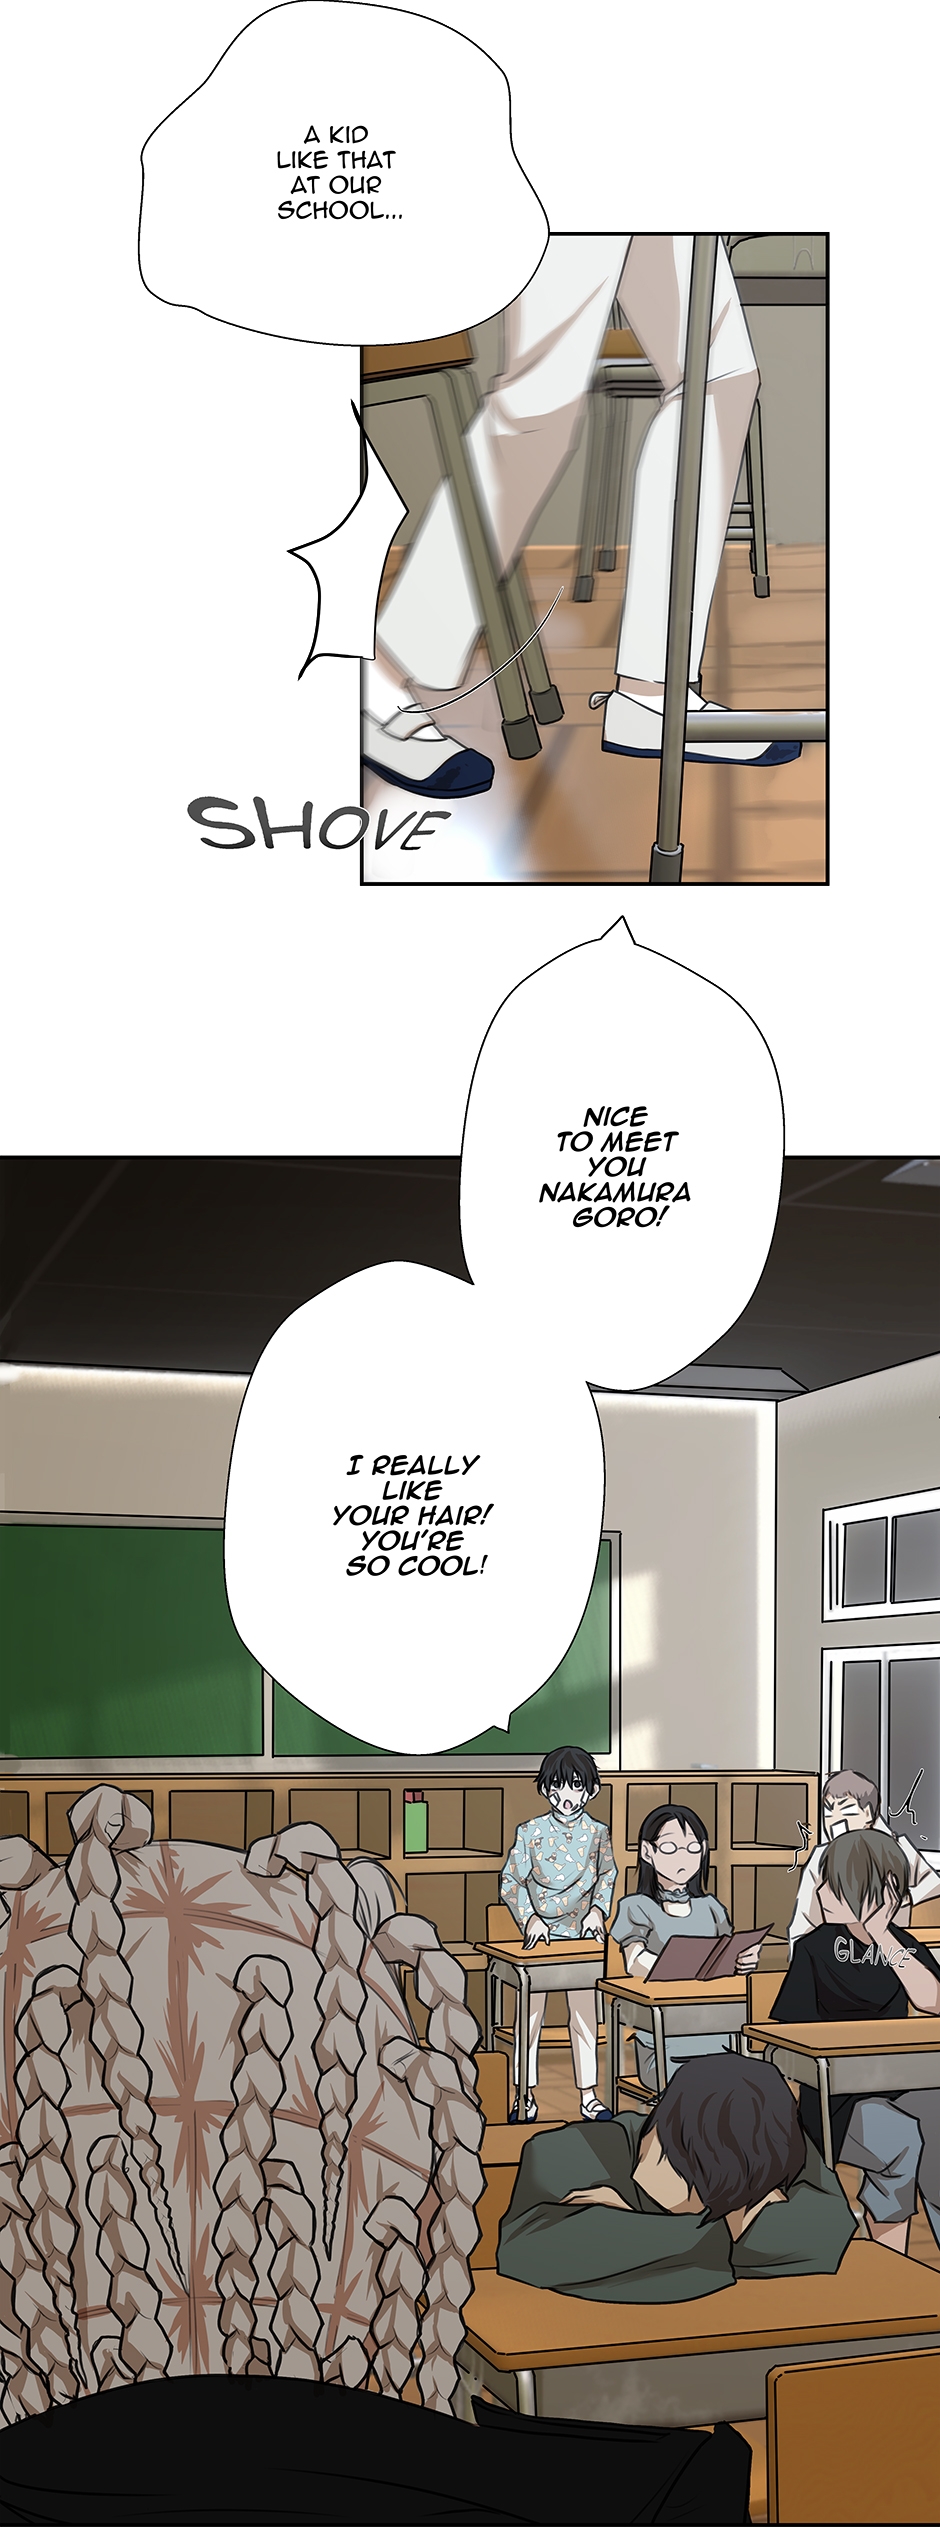 A KID
LIKE THAT
AT OUR
SCHOOL...
SHOVE
NICE
TO MEET
YOU
NAKAMURA
GORO!
I REALLY
LIKE
YOUR HAIR!
YOU'RE
SO COOL!
GLANCE